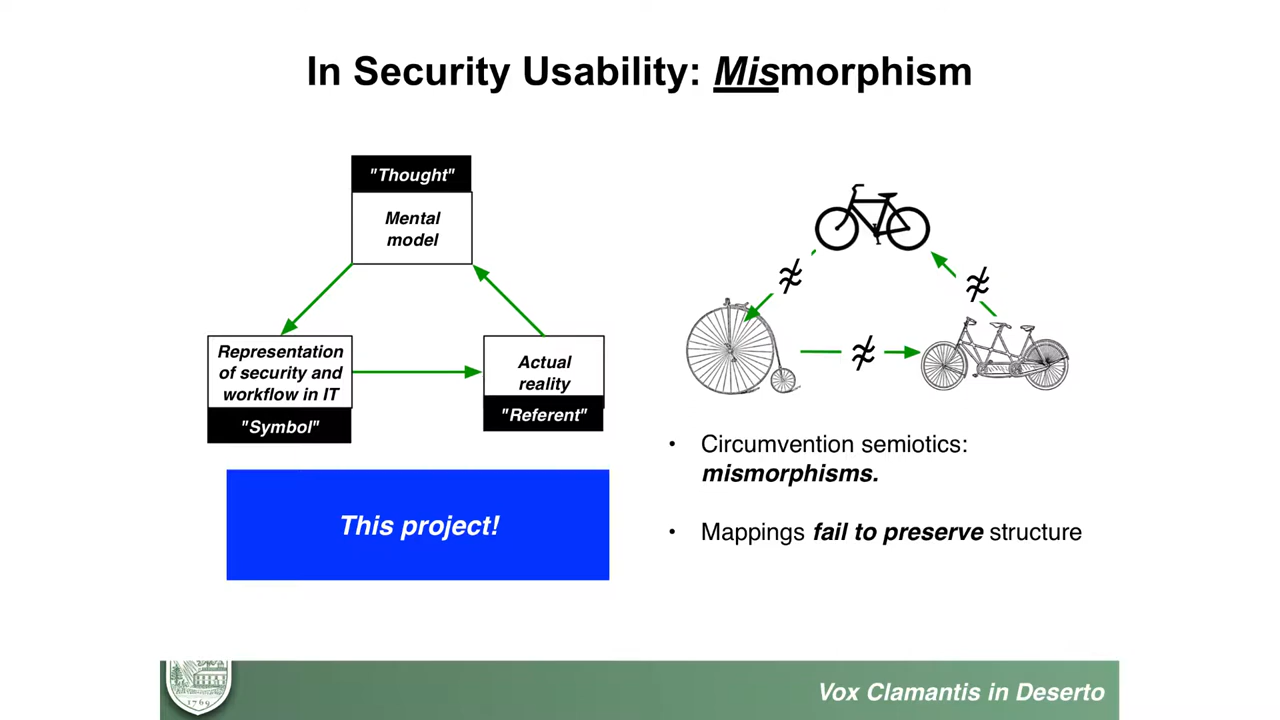 In Security Usability: Mismorphism
"Thought"
Mental
model
Representation
of security and
workflow in IT
"Symbol"
Actual
reality
"Referent"
This project!
≉
≉
≉
• Circumvention semiotics:
mismorphisms.
• Mappings fail to preserve structure
1769
Vox Clamantis in Deserto